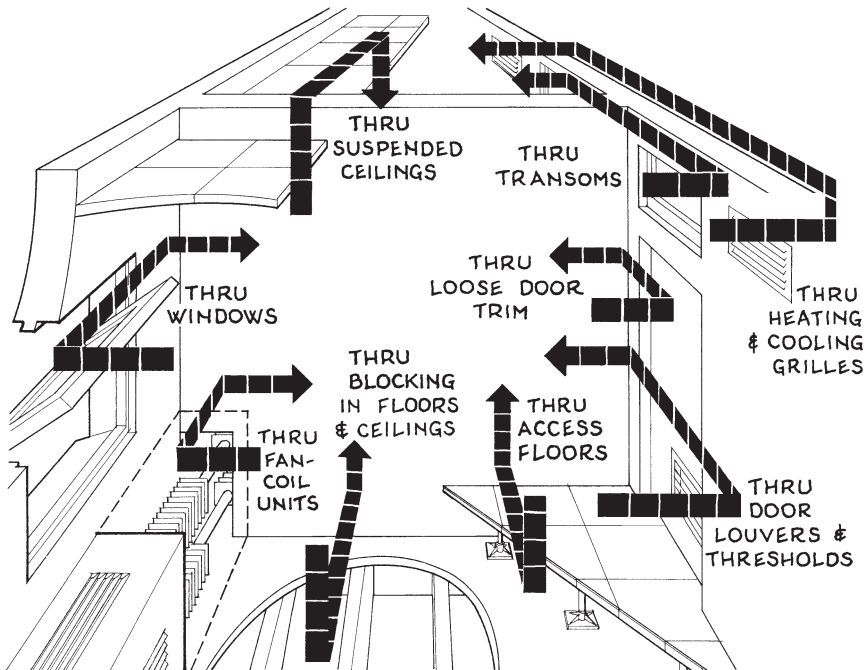 THRU
SUSPENDED
CEILINGS
THRU
TRANSOMS
THRU
WINDOWS
THRU
LOOSE DOOR
TRIM
THRU
HEATING
& COOLING
GRILLES
THRU
BLOCKING
IN FLOORS
& CEILINGS
THRU
ACCESS
FLOORS
THRU
FAN-
COIL
UNITS
THRU
DOOR
LOUVERS &
THRESHOLDS